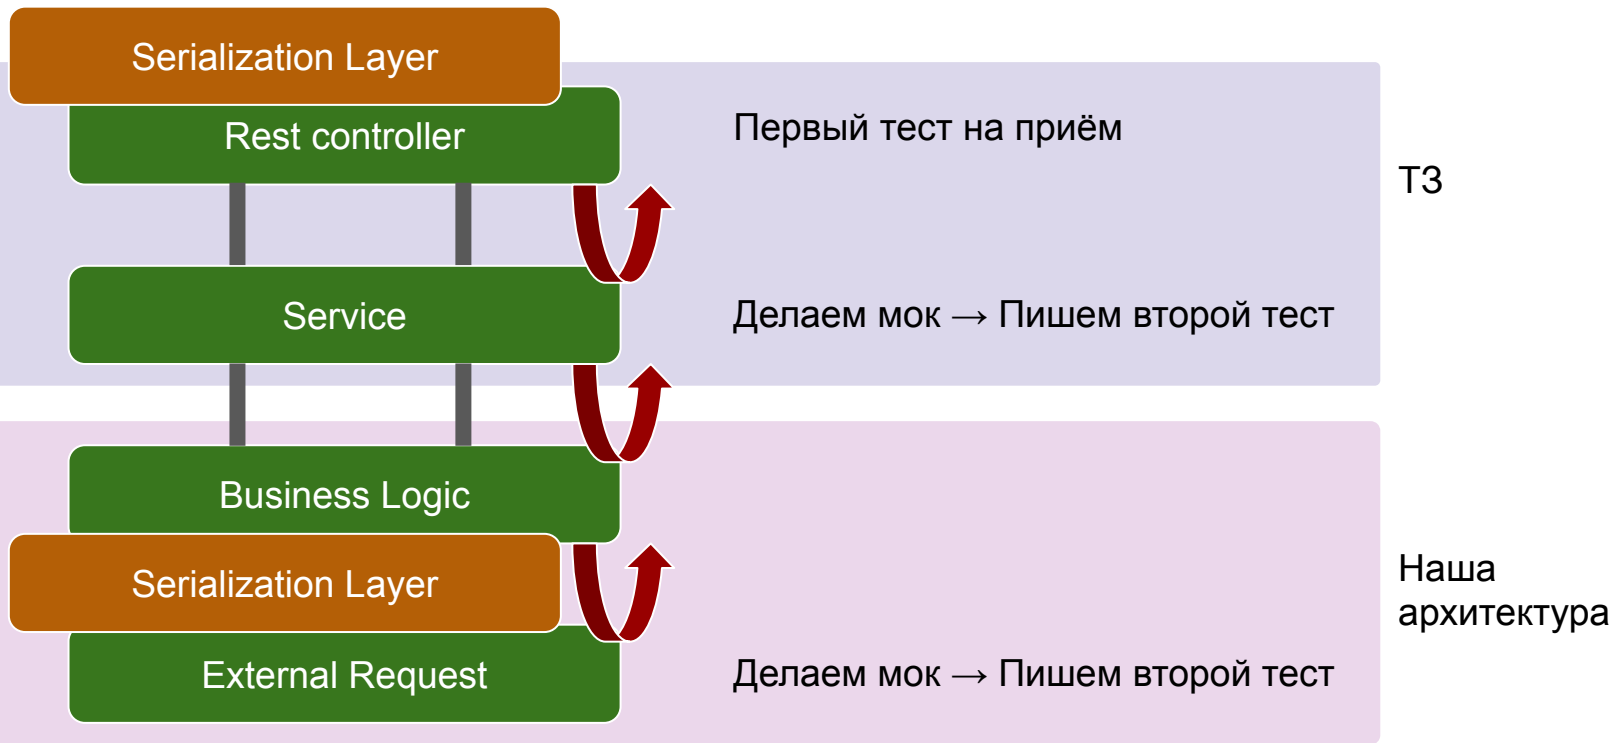 Serialization Layer
Rest controller
Первый тест на приём
ТЗ
Service
Делаем мок → Пишем второй тест
Business Logic
Serialization Layer
Наша
архитектура
External Request
Делаем мок → Пишем второй тест